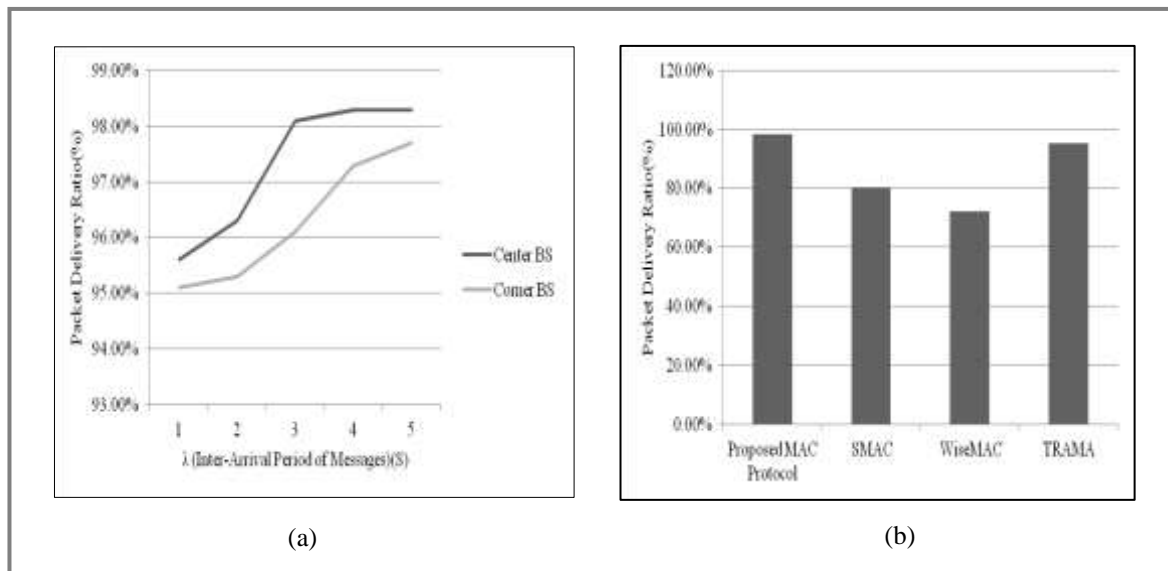 99.00%
98.00%
97.00%
96.00%
95.00%
94.00%
93.00%
Packet Delivery Ratio(%)
1 2 3 4 5
λ (Inter-Arrival Period of Messages)(S)
Center BS
Corner BS
(a)
120.00%
100.00%
80.00%
60.00%
40.00%
20.00%
0.00%
Packet Delivery Ratio(%)
Proposed MAC
Protocol
SMAC
WiseMAC
TRAMA
(b)